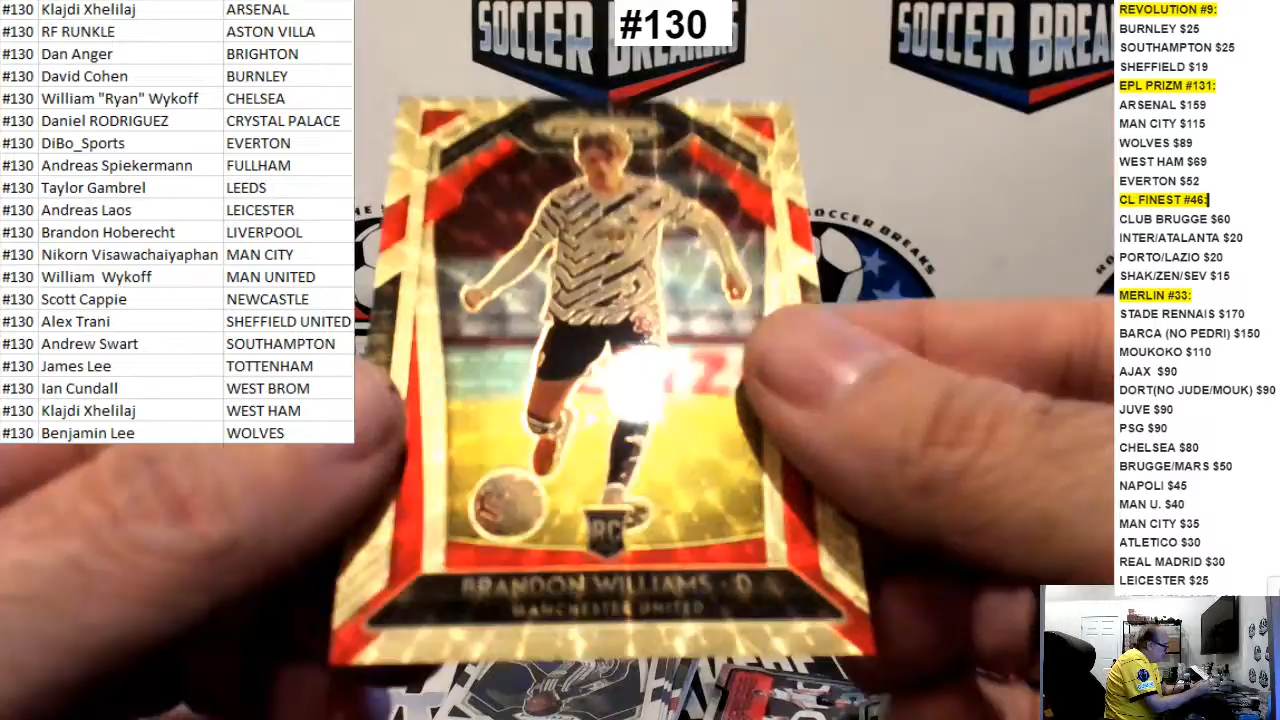 #130 Klajdi Xhelilaj ARSENAL
#130 RF RUNKLE ASTON VILLA
#130 Dan Anger BRIGHTON
#130 David Cohen BURNLEY
#130 William "Ryan" Wykoff CHELSEA
#130 Daniel RODRIGUEZ CRYSTAL PALACE
#130 DiBo_Sports EVERTON
#130 Andreas Spiekermann FULLHAM
#130 Taylor Gambrel LEEDS
#130 Andreas Laos LEICESTER
#130 Brandon Hoberecht LIVERPOOL
#130 Nikorn Visawachaiyaphan MAN CITY
#130 William Wykoff MAN UNITED
#130 Scott Cappie NEWCASTLE
#130 Alex Trani SHEFFIELD UNITED
#130 Andrew Swart SOUTHAMPTON
#130 James Lee TOTTENHAM
#130 Ian Cundall WEST BROM
#130 Klajdi Xhelilaj WEST HAM
#130 Benjamin Lee WOLVES
#130
SOCCER BREAKERS
SOCCER BREA
SOCCER BREAKS
RC
BRANDON WILLIAMS - D
MANCHESTER UNITED
REVOLUTION #9:
BURNLEY $25
SOUTHAMPTON $25
SHEFFIELD $19
EPL PRIZM #131:
ARSENAL $159
MAN CITY $115
WOLVES $89
WEST HAM $69
EVERTON $52
CL FINEST #46:
CLUB BRUGGE $60
INTER/ATALANTA $20
PORTO/LAZIO $20
SHAK/ZEN/SEV $15
MERLIN #33:
STADE RENNAIS $170
BARCA (NO PEDRI) $150
MOUKOKO $110
AJAX $90
DORT(NO JUDE/MOUK) $90
JUVE $90
PSG $90
CHELSEA $80
BRUGGE/MARS $50
NAPOLI $45
MAN U. $40
MAN CITY $35
ATLETICO $30
REAL MADRID $30
LEICESTER $25